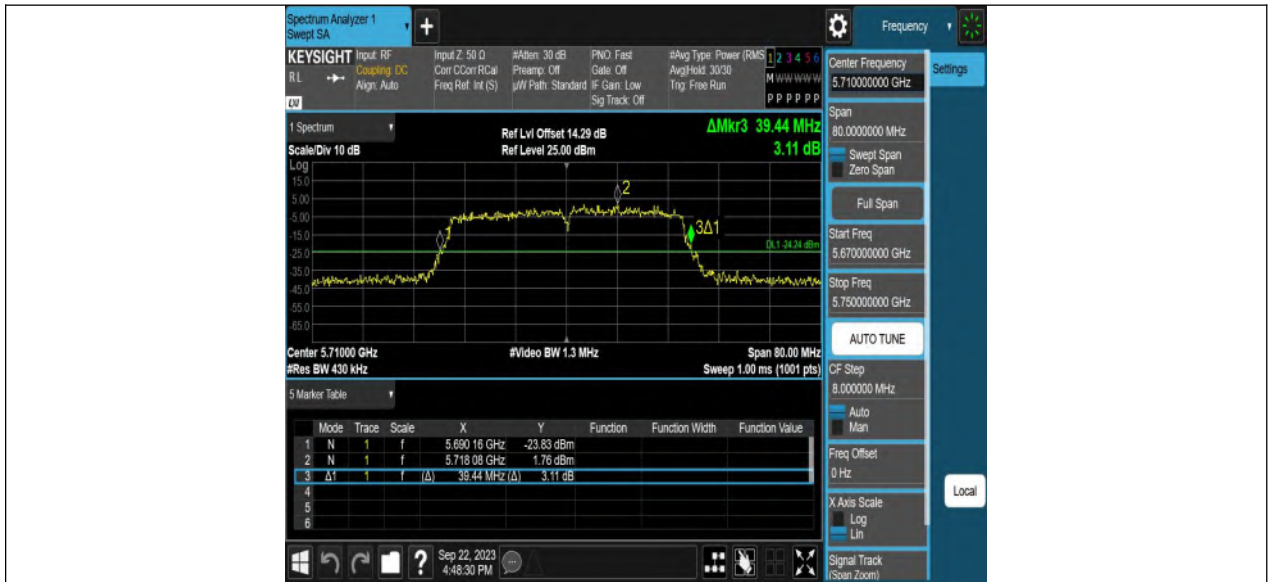 Spectrum Analyzer 1
Swept SA
+
Frequency
KEYSIGHT
RL
LXI
Input: RF
Coupling: DC
Align: Auto
Input Z: 50 Ω
Corr CCorr RCal
Freq Ref: Int (S)
#Atten: 30 dB
Preamp: Off
µW Path: Standard
PNO: Fast
Gate: Off
IF Gain: Low
Sig Track: Off
#Avg Type: Power (RMS
Avg|Hold: 30/30
Trig: Free Run
1 2 3 4 5 6
M W W W W W
P P P P P P
1 Spectrum
Scale/Div 10 dB
Ref Lvl Offset 14.29 dB
Ref Level 25.00 dBm
ΔMkr3 39.44 MHz
3.11 dB
Log
15.0
5.00
-5.00
-15.0
-25.0
-35.0
-45.0
-55.0
-65.0
2
3Δ1
DL1 -24.24 dBm
Center 5.71000 GHz
#Video BW 1.3 MHz
Span 80.00 MHz
#Res BW 430 kHz
Sweep 1.00 ms (1001 pts)
5 Marker Table
Mode Trace Scale X Y Function Function Width Function Value
1 N 1 f 5.690 16 GHz -23.83 dBm
2 N 1 f 5.718 08 GHz 1.76 dBm
3 Δ1 1 f (Δ) 39.44 MHz (Δ) 3.11 dB
4
5
6
?
Sep 22, 2023
4:48:30 PM
Center Frequency
5.710000000 GHz
Settings
Span
80.0000000 MHz
Swept Span
Zero Span
Full Span
Start Freq
5.670000000 GHz
Stop Freq
5.750000000 GHz
AUTO TUNE
CF Step
8.000000 MHz
Auto
Man
Freq Offset
0 Hz
X Axis Scale
Log
Lin
Local
Signal Track
(Span Zoom)